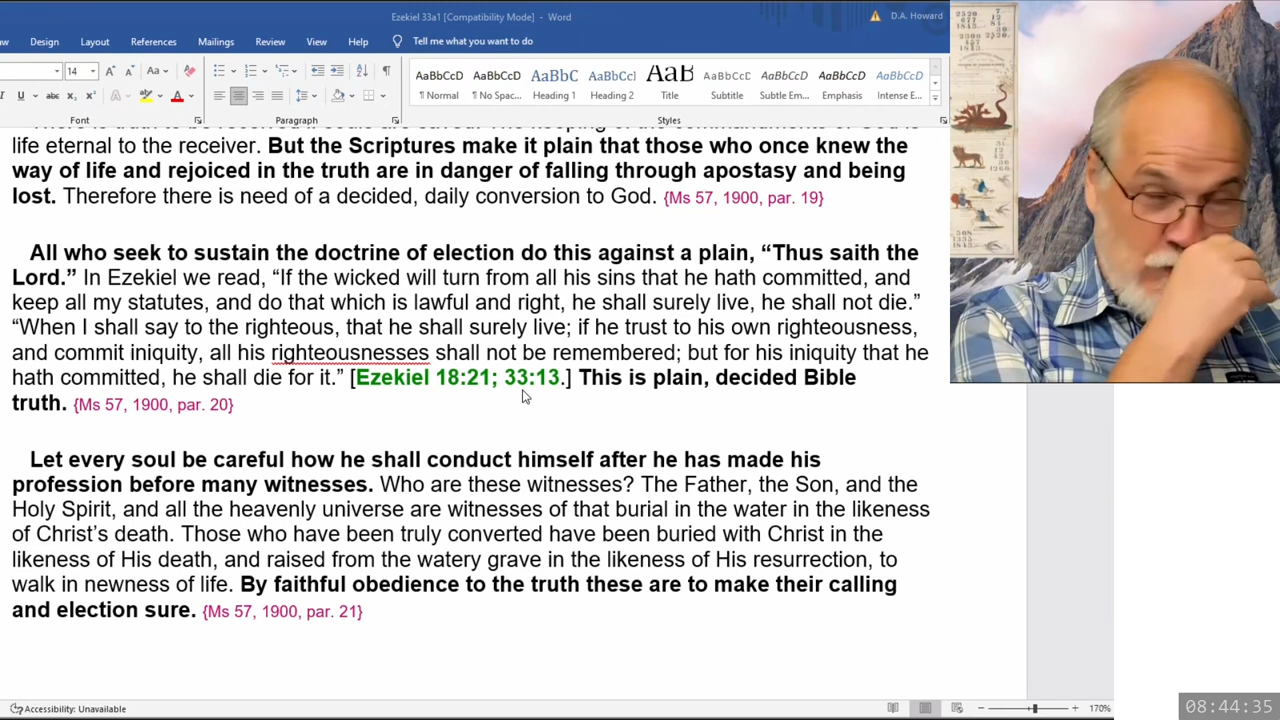 Ezekiel 33a1 [Compatibility Mode] - Word
D.A. Howard
Design Layout References Mailings Review View Help Tell me what you want to do
14 Aa
AaBbCcD AaBbCcD AaBbC AaBbCcI AaB AaBbCcD AaBbCcD AaBbCcD AaBbCcD
¶ Normal ¶ No Spac... Heading 1 Heading 2 Title Subtitle Subtle Em... Emphasis Intense E...
Font Paragraph Styles
life eternal to the receiver. But the Scriptures make it plain that those who once knew the
way of life and rejoiced in the truth are in danger of falling through apostasy and being
lost. Therefore there is need of a decided, daily conversion to God. {Ms 57, 1900, par. 19}
All who seek to sustain the doctrine of election do this against a plain, “Thus saith the
Lord.” In Ezekiel we read, “If the wicked will turn from all his sins that he hath committed, and
keep all my statutes, and do that which is lawful and right, he shall surely live, he shall not die.”
“When I shall say to the righteous, that he shall surely live; if he trust to his own righteousness,
and commit iniquity, all his righteousnesses shall not be remembered; but for his iniquity that he
hath committed, he shall die for it.” [Ezekiel 18:21; 33:13.] This is plain, decided Bible
truth. {Ms 57, 1900, par. 20}
Let every soul be careful how he shall conduct himself after he has made his
profession before many witnesses. Who are these witnesses? The Father, the Son, and the
Holy Spirit, and all the heavenly universe are witnesses of that burial in the water in the likeness
of Christ’s death. Those who have been truly converted have been buried with Christ in the
likeness of His death, and raised from the watery grave in the likeness of His resurrection, to
walk in newness of life. By faithful obedience to the truth these are to make their calling
and election sure. {Ms 57, 1900, par. 21}
Accessibility: Unavailable
170%
08:44:35